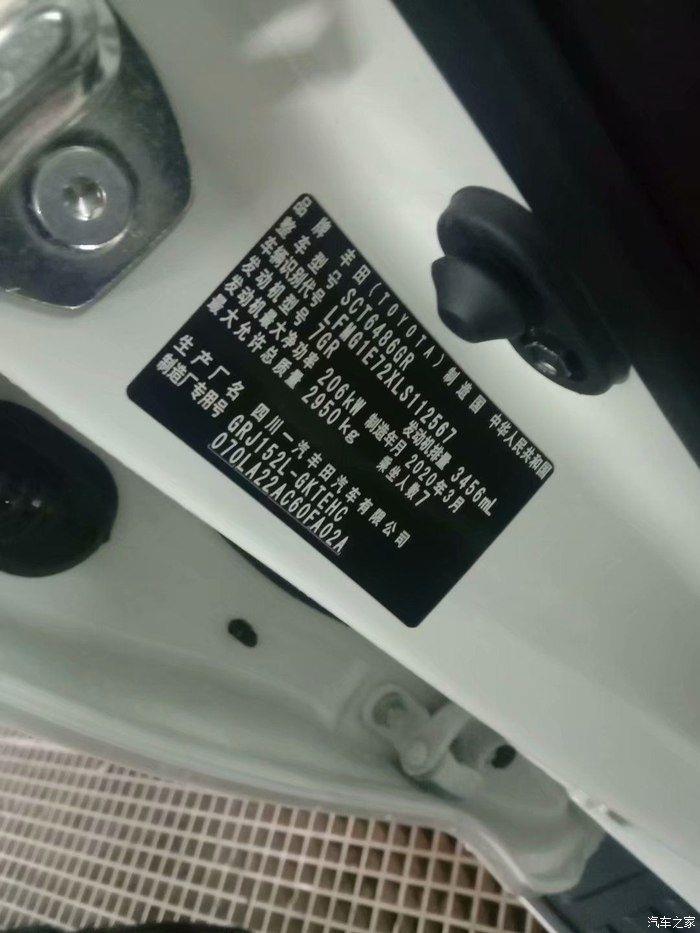 品牌 丰田(TOYOTA) 制造国 中华人民共和国
整车型号 SCT6486GR
车辆识别代号 LFMG1E72XLS112567
发动机型号 7GR 发动机排量 3456mL
发动机最大净功率 206kW 制造年月 2020年3月
最大允许总质量 2950kg 乘坐人数7
生产厂名 四川一汽丰田汽车有限公司
制造厂专用号 GRJ152L-GKTEHC
070LA22AC60FA02A
汽车之家